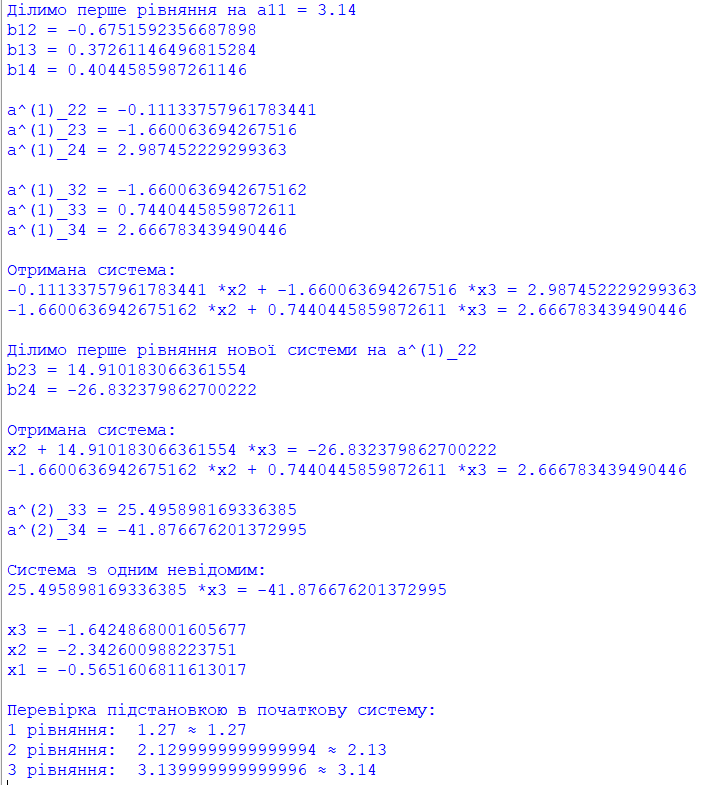 Ділимо перше рівняння на a11 = 3.14
b12 = -0.6751592356687898
b13 = 0.37261146496815284
b14 = 0.4044585987261146
a^(1)_22 = -0.11133757961783441
a^(1)_23 = -1.660063694267516
a^(1)_24 = 2.987452229299363
a^(1)_32 = -1.6600636942675162
a^(1)_33 = 0.7440445859872611
a^(1)_34 = 2.666783439490446
Отримана система:
-0.11133757961783441 *x2 + -1.660063694267516 *x3 = 2.987452229299363
-1.6600636942675162 *x2 + 0.7440445859872611 *x3 = 2.666783439490446
Ділимо перше рівняння нової системи на a^(1)_22
b23 = 14.910183066361554
b24 = -26.832379862700222
Отримана система:
x2 + 14.910183066361554 *x3 = -26.832379862700222
-1.6600636942675162 *x2 + 0.7440445859872611 *x3 = 2.666783439490446
a^(2)_33 = 25.495898169336385
a^(2)_34 = -41.876676201372995
Система з одним невідомим:
25.495898169336385 *x3 = -41.876676201372995
x3 = -1.6424868001605677
x2 = -2.342600988223751
x1 = -0.5651606811613017
Перевірка підстановкою в початкову систему:
1 рівняння:  1.27 ≈ 1.27
2 рівняння:  2.1299999999999994 ≈ 2.13
3 рівняння:  3.139999999999996 ≈ 3.14